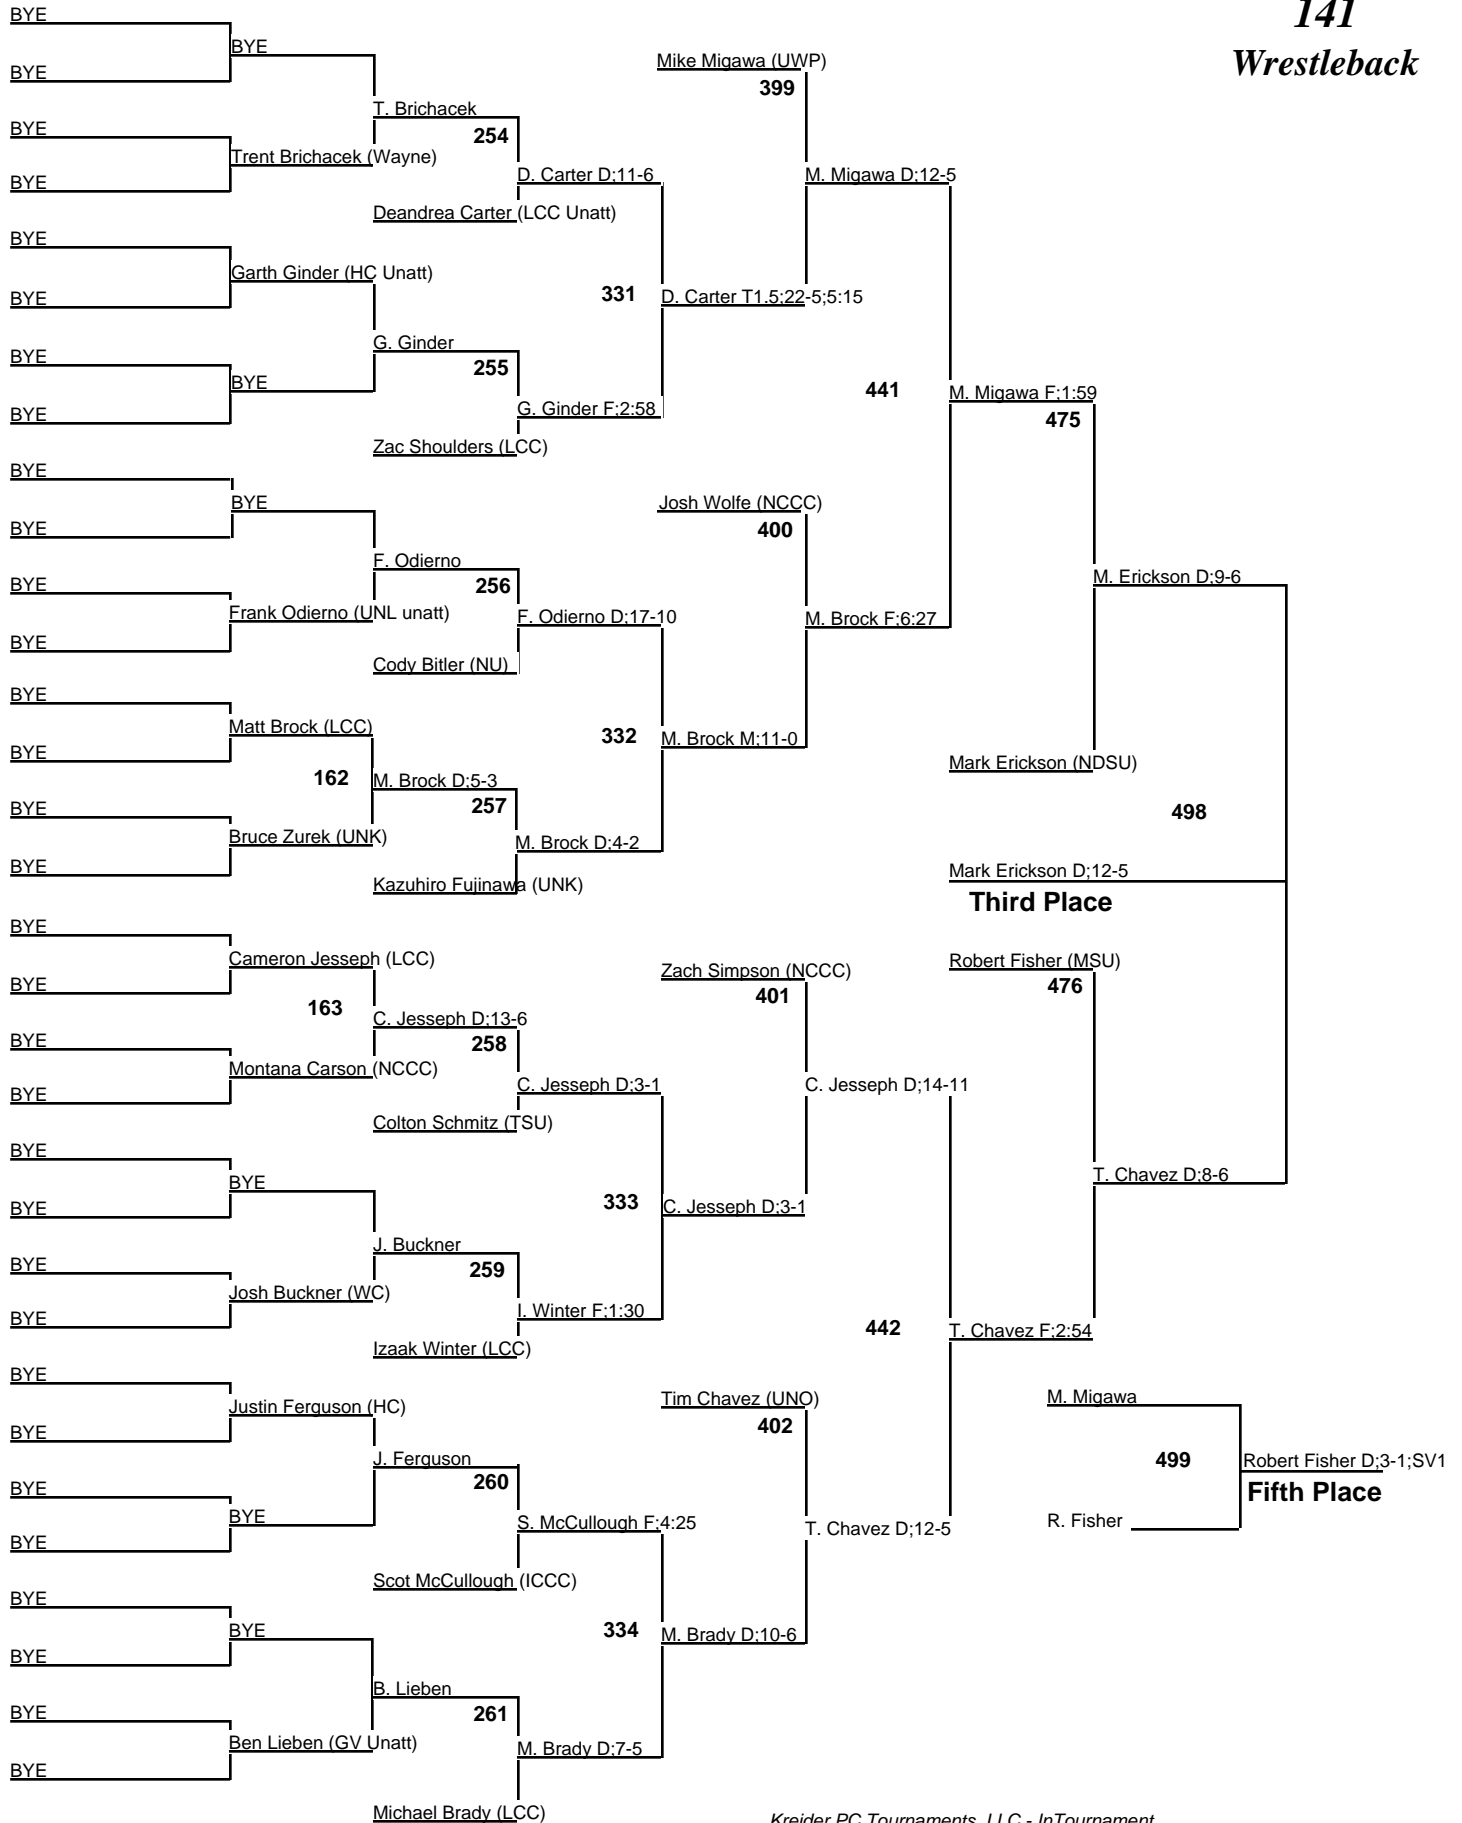 141
Wrestleback
BYE
BYE
BYE
Mike Migawa (UWP)
399
BYE
T. Brichacek
254
BYE
Trent Brichacek (Wayne)
D. Carter D;11-6
M. Migawa D;12-5
BYE
Deandrea Carter (LCC Unatt)
BYE
Garth Ginder (HC Unatt)
331
D. Carter T1.5;22-5;5:15
BYE
G. Ginder
255
BYE
BYE
441
M. Migawa F;1:59
475
G. Ginder F;2:58
BYE
Zac Shoulders (LCC)
BYE
BYE
Josh Wolfe (NCCC)
400
BYE
F. Odierno
256
M. Erickson D;9-6
BYE
Frank Odierno (UNL unatt)
F. Odierno D;17-10
M. Brock F;6:27
BYE
Cody Bitler (NU)
BYE
Matt Brock (LCC)
332
M. Brock M;11-0
BYE
162
M. Brock D;5-3
257
Mark Erickson (NDSU)
498
BYE
Bruce Zurek (UNK)
M. Brock D;4-2
BYE
Kazuhiro Fujinawa (UNK)
Mark Erickson D;12-5
Third Place
BYE
Cameron Jesseph (LCC)
Zach Simpson (NCCC)
401
Robert Fisher (MSU)
476
BYE
163
C. Jesseph D;13-6
258
BYE
Montana Carson (NCCC)
C. Jesseph D;3-1
C. Jesseph D;14-11
BYE
Colton Schmitz (TSU)
BYE
BYE
T. Chavez D;8-6
BYE
333
C. Jesseph D;3-1
J. Buckner
259
BYE
Josh Buckner (WC)
I. Winter F;1:30
BYE
442
T. Chavez F;2:54
Izaak Winter (LCC)
BYE
Justin Ferguson (HC)
Tim Chavez (UNO)
402
M. Migawa
BYE
J. Ferguson
260
499
Robert Fisher D;3-1;SV1
Fifth Place
BYE
BYE
S. McCullough F;4:25
T. Chavez D;12-5
R. Fisher
BYE
Scot McCullough (ICCC)
BYE
BYE
334
M. Brady D;10-6
BYE
B. Lieben
261
BYE
Ben Lieben (GV Unatt)
M. Brady D;7-5
BYE
Michael Brady (LCC)
Kreider PC Tournaments, LLC - InTournament